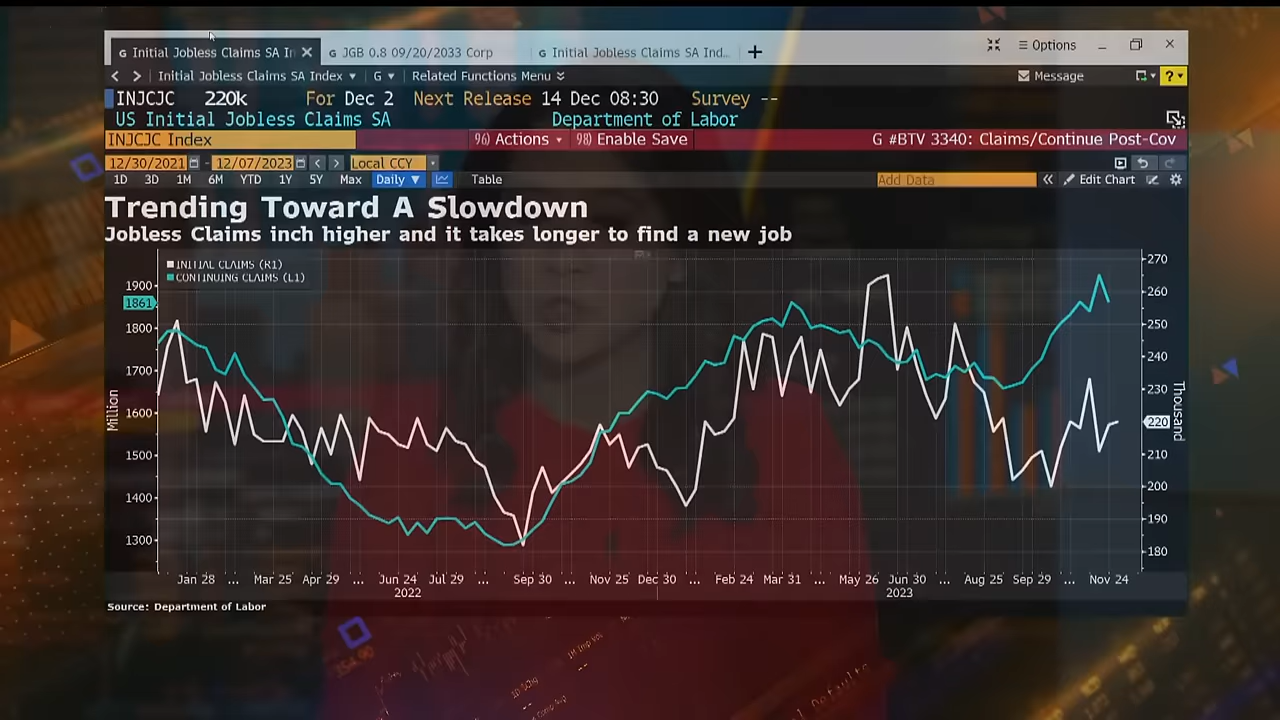 G Initial Jobless Claims SA In ✕ G JGB 0.8 09/20/2033 Corp G Initial Jobless Claims SA Ind... + Options
Initial Jobless Claims SA Index G Related Functions Menu Message ?
INJCJC 220k For Dec 2 Next Release 14 Dec 08:30 Survey --
US Initial Jobless Claims SA Department of Labor
INJCJC Index 96) Actions 98) Enable Save G #BTV 3340: Claims/Continue Post-Cov
12/30/2021 - 12/07/2023 Local CCY
1D 3D 1M 6M YTD 1Y 5Y Max Daily ▼ Table Add Data « Edit Chart
Trending Toward A Slowdown
Jobless Claims inch higher and it takes longer to find a new job
INITIAL CLAIMS (R1)
CONTINUING CLAIMS (L1)
1900
1861
1800
1700
1600
1500
1400
1300
Million
270
260
250
240
230
220
210
200
190
180
Thousand
Jan 28 ... Mar 25 Apr 29 ... Jun 24 Jul 29 ... Sep 30 ... Nov 25 Dec 30 ... Feb 24 Mar 31 ... May 26 Jun 30 ... Aug 25 Sep 29 ... Nov 24
2022 2023
Source: Department of Labor
1M Imp Vol